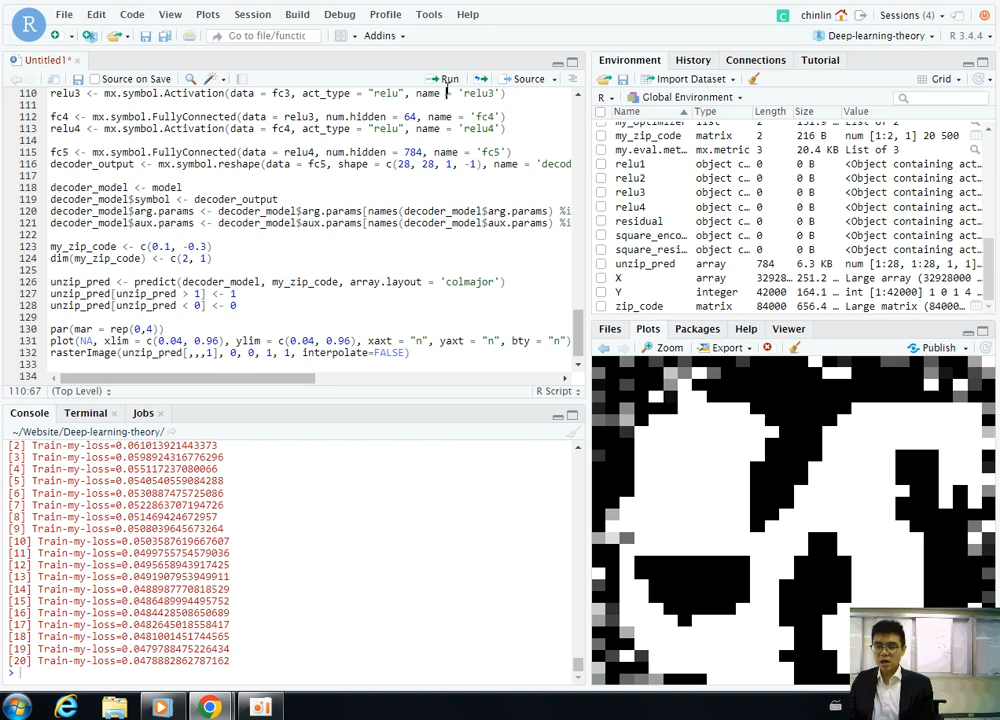 File Edit Code View Plots Session Build Debug Profile Tools Help
chinlin Sessions (4)
Go to file/functic Addins
Deep-learning-theory R 3.4.4
Untitled1*
Source on Save Run Source
110 relu3 <- mx.symbol.Activation(data = fc3, act_type = "relu", name = 'relu3')
111
112 fc4 <- mx.symbol.FullyConnected(data = relu3, num.hidden = 64, name = 'fc4')
113 relu4 <- mx.symbol.Activation(data = fc4, act_type = "relu", name = 'relu4')
114
115 fc5 <- mx.symbol.FullyConnected(data = relu4, num.hidden = 784, name = 'fc5')
116 decoder_output <- mx.symbol.reshape(data = fc5, shape = c(28, 28, 1, -1), name = 'decod
117
118 decoder_model <- model
119 decoder_model$symbol <- decoder_output
120 decoder_model$arg.params <- decoder_model$arg.params[names(decoder_model$arg.params) %i
121 decoder_model$aux.params <- decoder_model$aux.params[names(decoder_model$aux.params) %i
122
123 my_zip_code <- c(0.1, -0.3)
124 dim(my_zip_code) <- c(2, 1)
125
126 unzip_pred <- predict(decoder_model, my_zip_code, array.layout = 'colmajor')
127 unzip_pred[unzip_pred > 1] <- 1
128 unzip_pred[unzip_pred < 0] <- 0
129
130 par(mar = rep(0,4))
131 plot(NA, xlim = c(0.04, 0.96), ylim = c(0.04, 0.96), xaxt = "n", yaxt = "n", bty = "n")
132 rasterImage(unzip_pred[,,,1], 0, 0, 1, 1, interpolate=FALSE)
133
134
110:67 (Top Level) R Script
Console Terminal Jobs
~/Website/Deep-learning-theory/
[2] Train-my-loss=0.061013921443373
[3] Train-my-loss=0.0598924316776296
[4] Train-my-loss=0.055117237080066
[5] Train-my-loss=0.0540540559084288
[6] Train-my-loss=0.0530887475725086
[7] Train-my-loss=0.0522863707194726
[8] Train-my-loss=0.051469424672957
[9] Train-my-loss=0.0508039645673264
[10] Train-my-loss=0.0503587619667607
[11] Train-my-loss=0.0499755754579036
[12] Train-my-loss=0.0495658943917425
[13] Train-my-loss=0.0491907953949911
[14] Train-my-loss=0.0488987770818529
[15] Train-my-loss=0.0486489994495752
[16] Train-my-loss=0.0484428508650689
[17] Train-my-loss=0.0482645018558417
[18] Train-my-loss=0.0481001451744565
[19] Train-my-loss=0.0479788475226434
[20] Train-my-loss=0.0478882862787162
>
Environment History Connections Tutorial
Import Dataset Grid
R Global Environment
Name Type Length Size Value
my_zip_code matrix 2 216 B num [1:2, 1] 20 500
my.eval.met… mx.metric 3 20.4 KB List of 3
relu1 object c… 0 0 B <Object containing act…
relu2 object c… 0 0 B <Object containing act…
relu3 object c… 0 0 B <Object containing act…
relu4 object c… 0 0 B <Object containing act…
residual object c… 0 0 B <Object containing act…
square_enco… object c… 0 0 B <Object containing act…
square_resi… object c… 0 0 B <Object containing act…
unzip_pred array 784 6.3 KB num [1:28, 1:28, 1, 1]…
X array 32928… 251.2 … Large array (32928000 …
Y integer 42000 164.1 … int [1:42000] 1 0 1 4 …
zip_code matrix 84000 656.4 … Large matrix (84000 …
Files Plots Packages Help Viewer
Zoom Export Publish